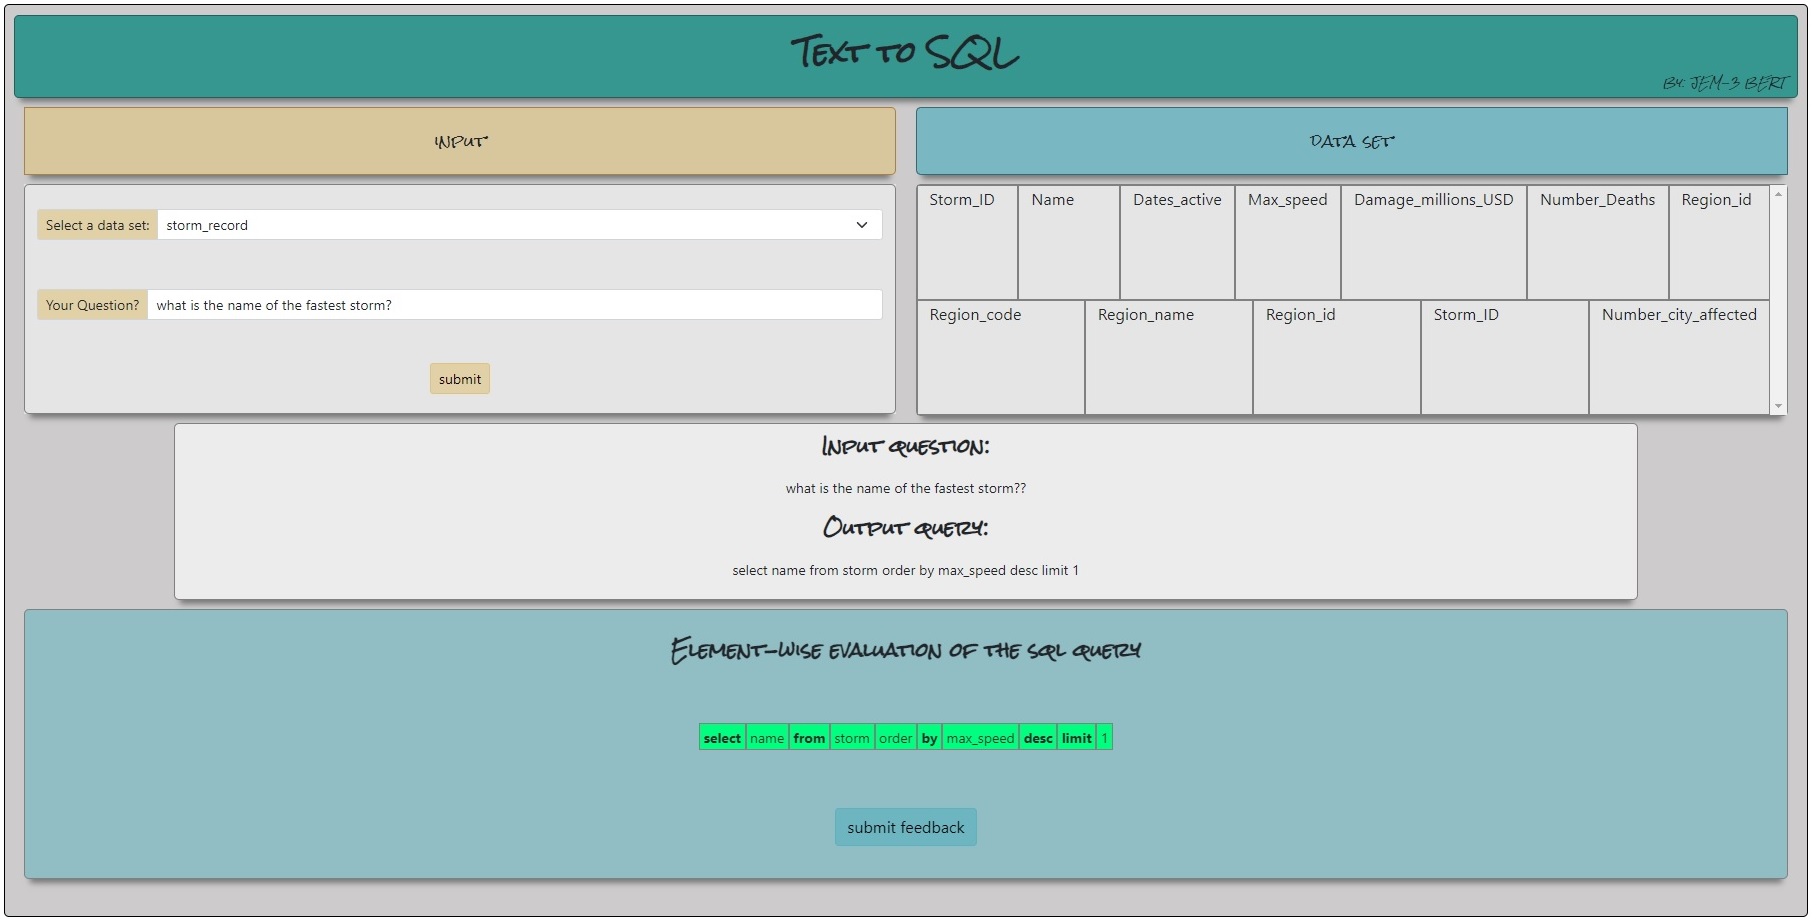 Text to SQL
By: JEM-3 BERT
INPUT
DATA SET
Select a data set: storm_record
Your Question? what is the name of the fastest storm?
submit
Storm_ID Name Dates_active Max_speed Damage_millions_USD Number_Deaths Region_id
Region_code Region_name Region_id Storm_ID Number_city_affected
Input question:
what is the name of the fastest storm??
Output query:
select name from storm order by max_speed desc limit 1
Element-wise evaluation of the sql query
select name from storm order by max_speed desc limit 1
submit feedback